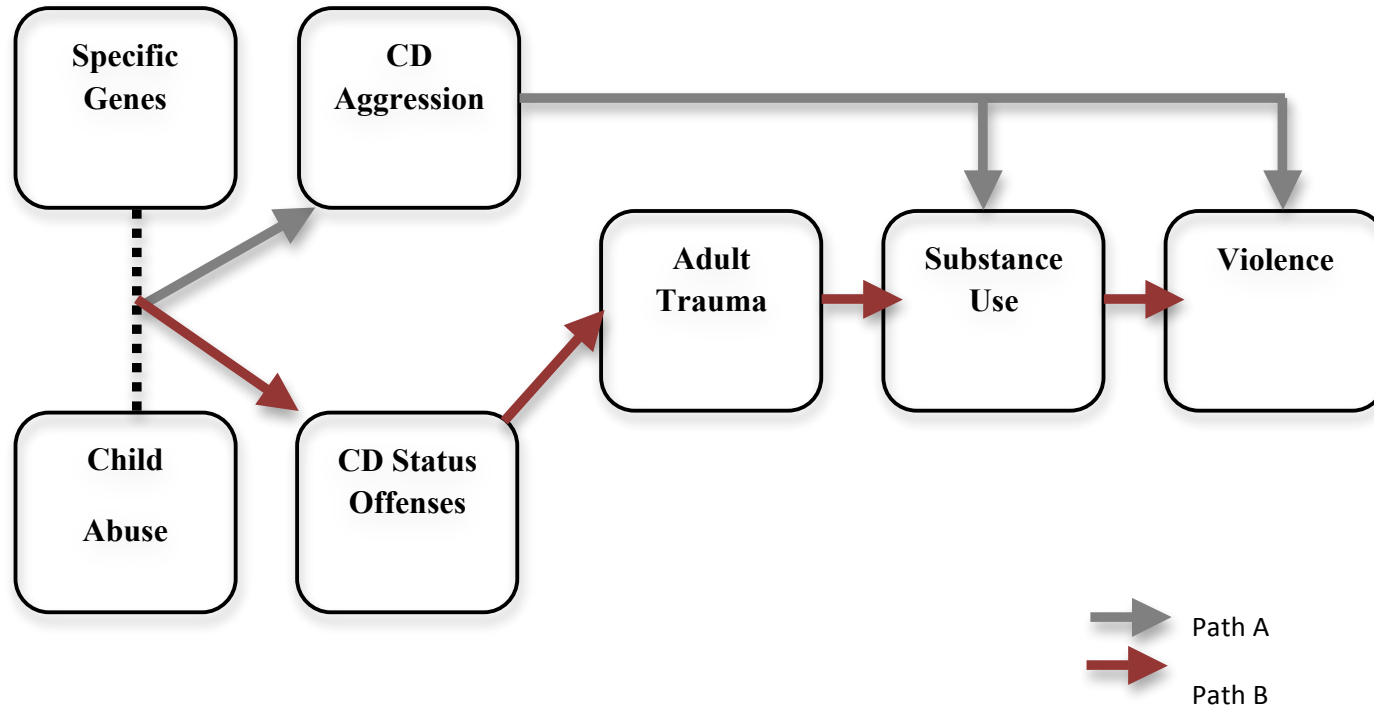 Specific
Genes
CD
Aggression
Adult
Trauma
Substance
Use
Violence
Child
Abuse
CD Status
Offenses
Path A
Path B